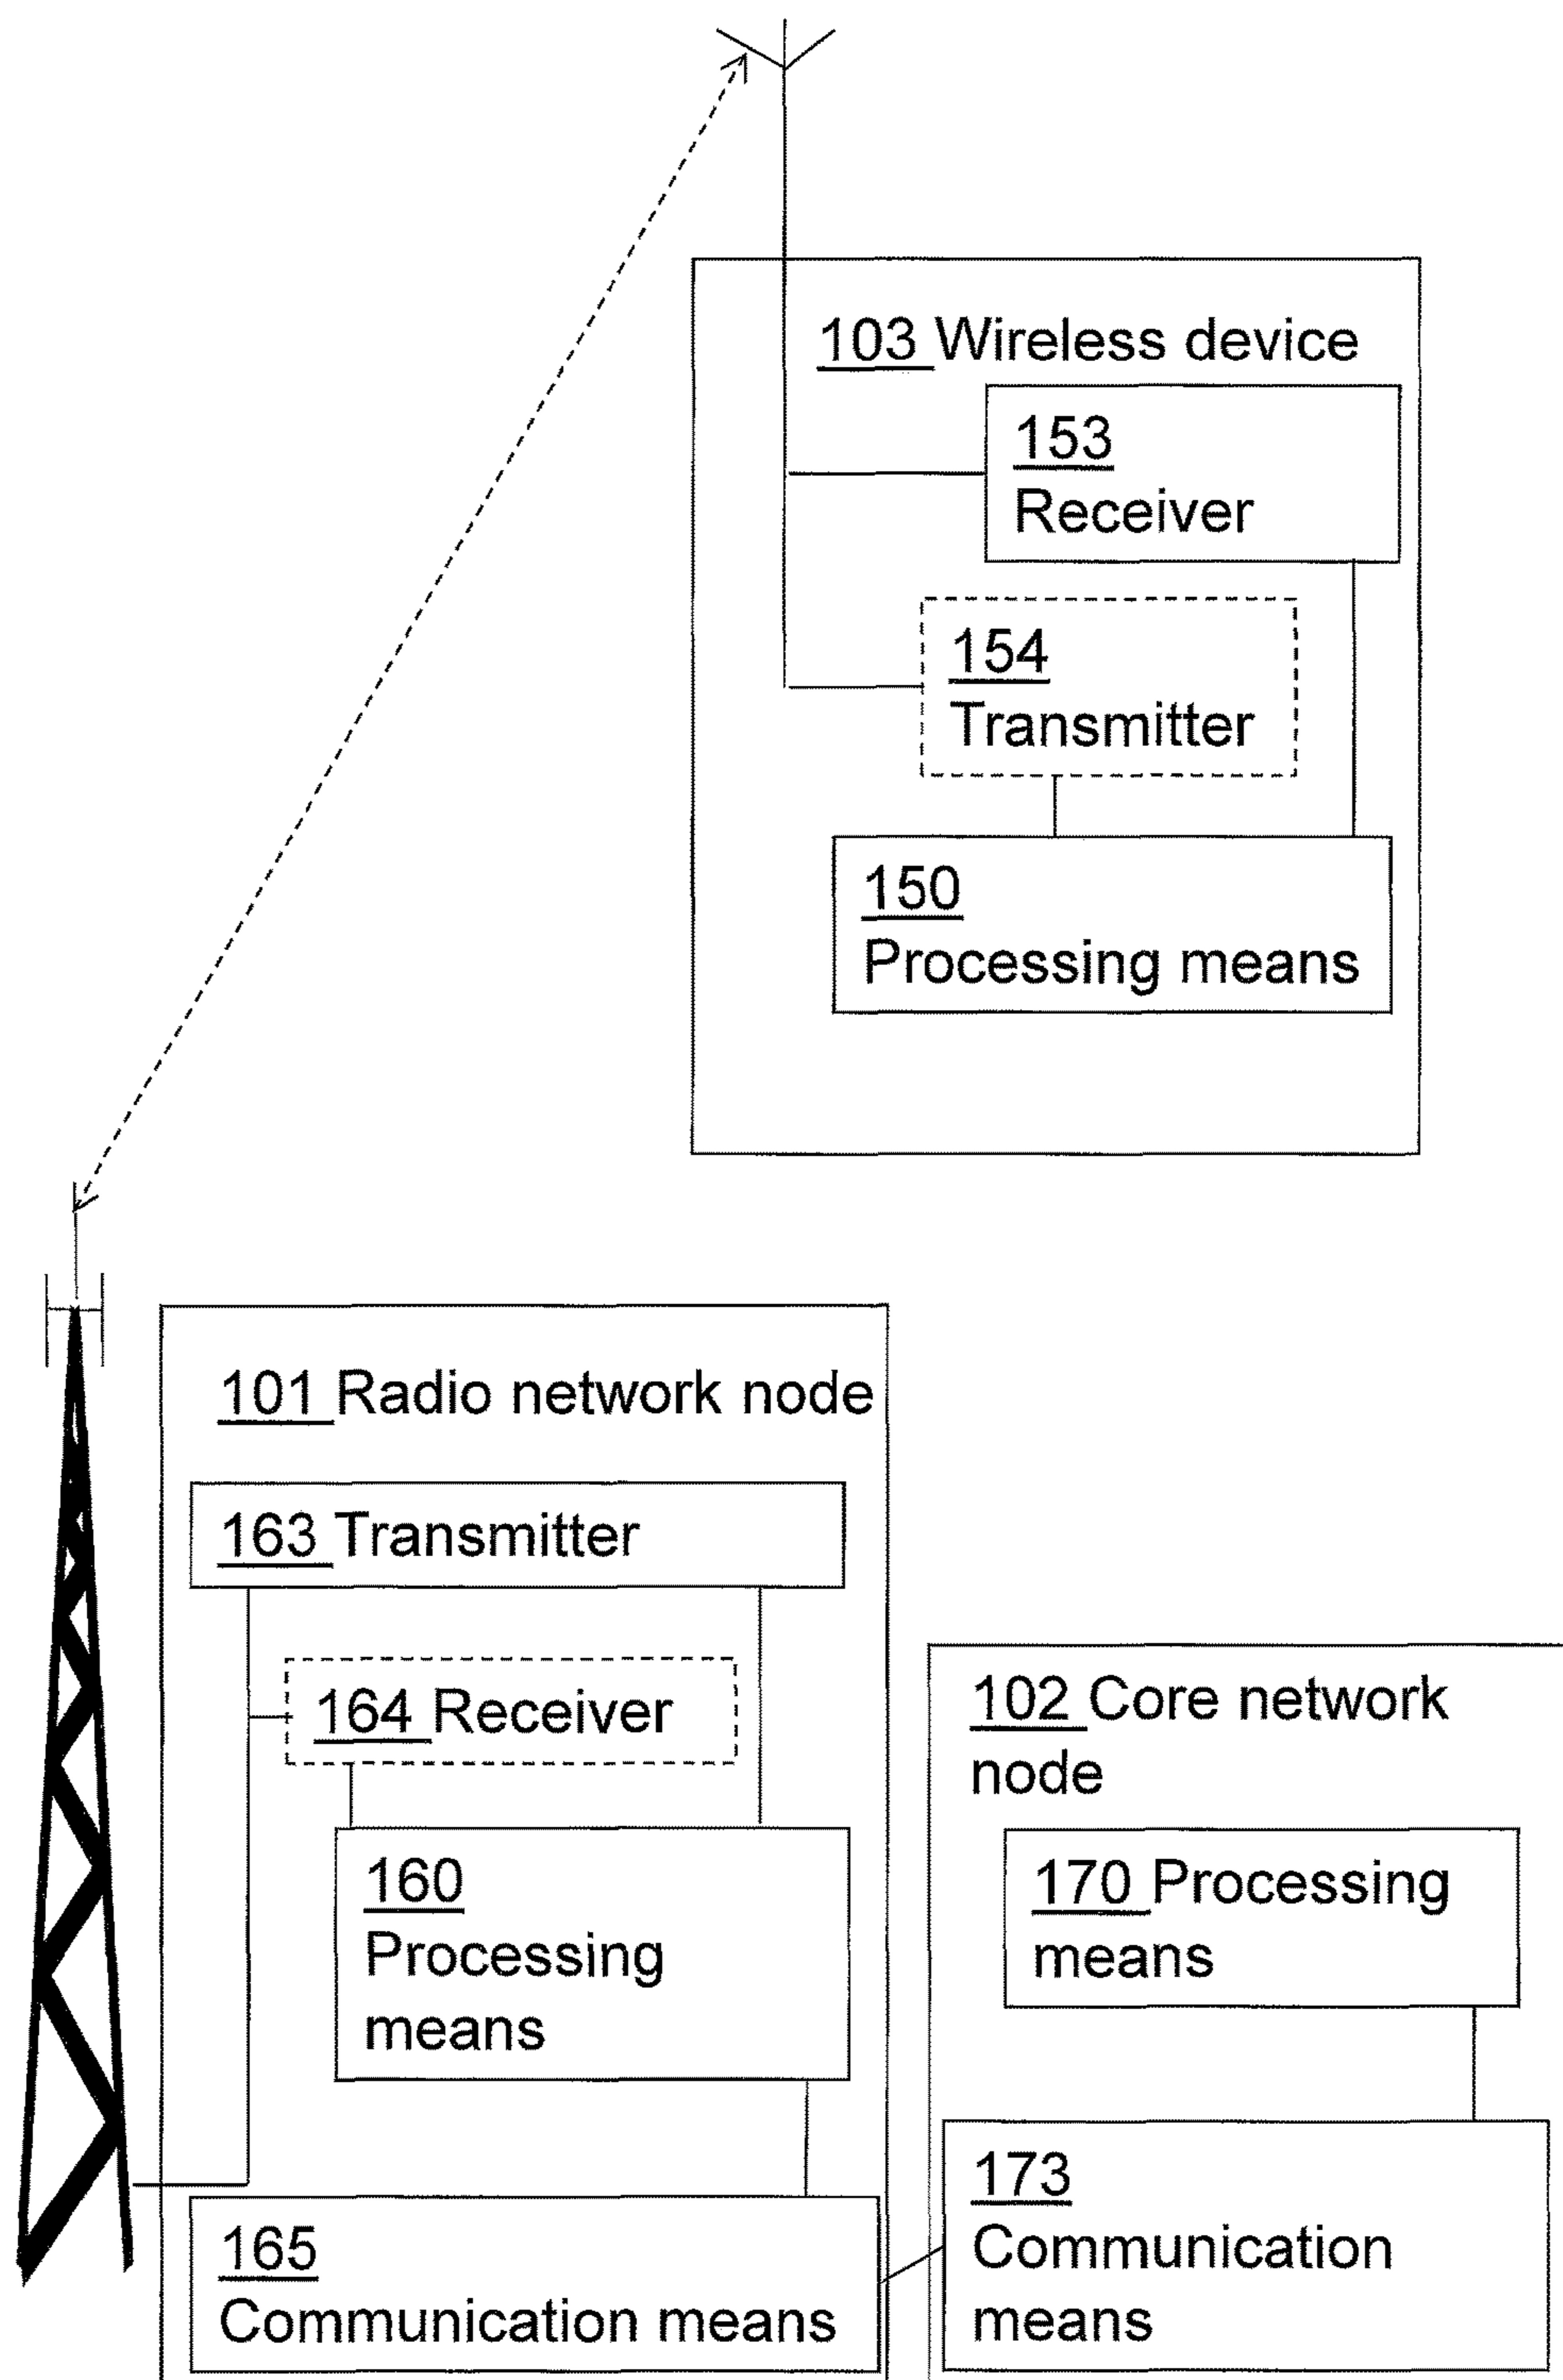 103 Wireless device
153
Receiver
154
Transmitter
150
Processing means
101 Radio network node
163 Transmitter
164 Receiver
160
Processing
means
165
Communication means
102 Core network
node
170 Processing
means
173
Communication
means